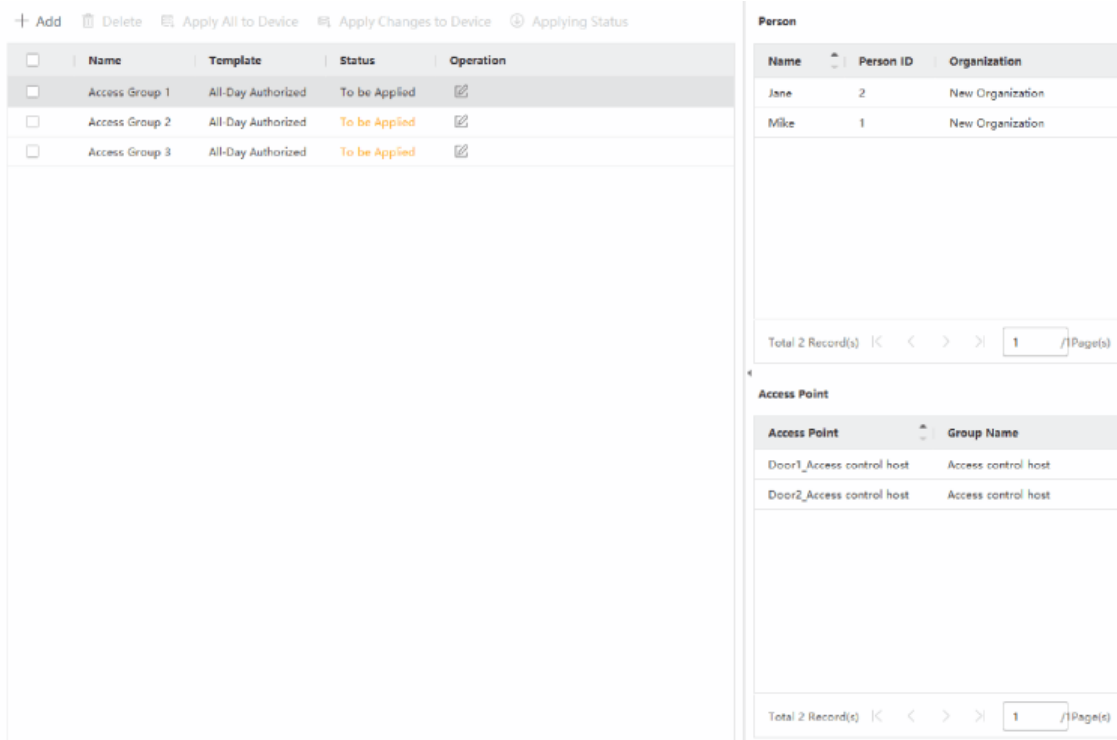 + Add Delete Apply All to Device Apply Changes to Device Applying Status
Name Template Status Operation
Access Group 1 All-Day Authorized To be Applied
Access Group 2 All-Day Authorized To be Applied
Access Group 3 All-Day Authorized To be Applied
Person
Name Person ID Organization
Jane 2 New Organization
Mike 1 New Organization
Total 2 Record(s) 1 /1Page(s)
Access Point
Access Point Group Name
Door1_Access control host Access control host
Door2_Access control host Access control host
Total 2 Record(s) 1 /1Page(s)